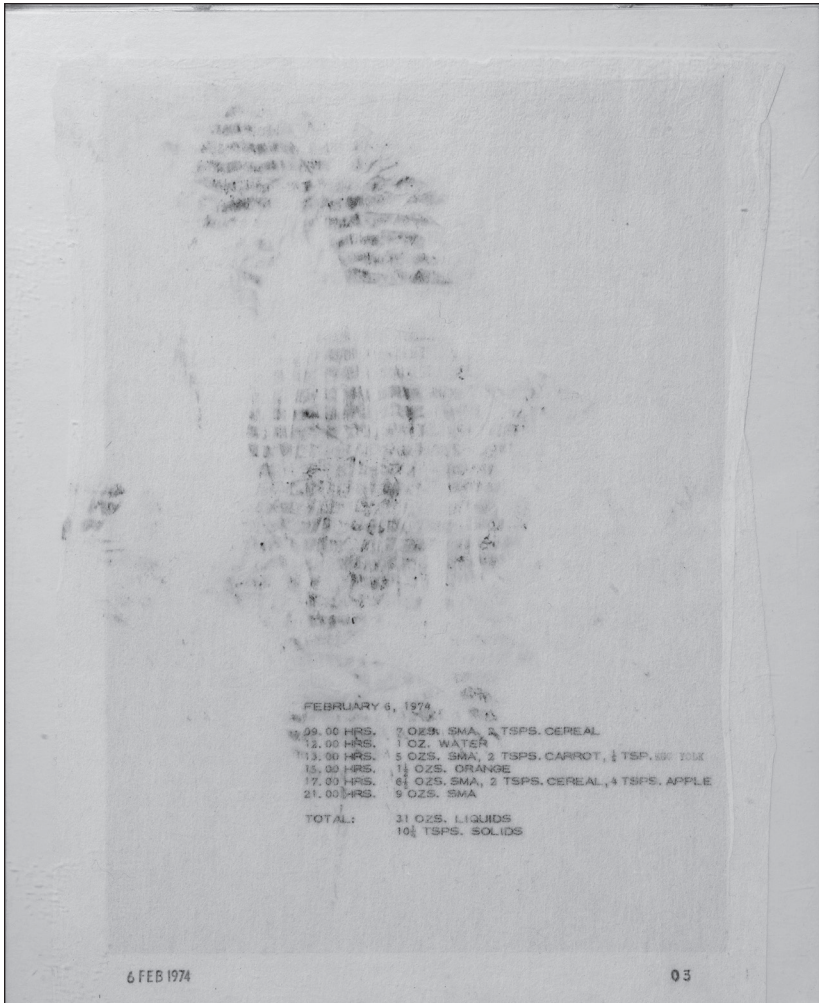 FEBRUARY 6, 1974
09.00 HRS. 7 OZS. SMA, 2 TSPS. CEREAL
12.00 HRS. 1 OZ. WATER
13.00 HRS. 5 OZS. SMA, 2 TSPS. CARROT, ½ TSP. EGG YOLK
15.00 HRS. 1½ OZS. ORANGE
17.00 HRS. 6½ OZS. SMA, 2 TSPS. CEREAL, 4 TSPS. APPLE
21.00 HRS. 9 OZS. SMA
TOTAL: 31 OZS. LIQUIDS
10½ TSPS. SOLIDS
6 FEB 1974 03